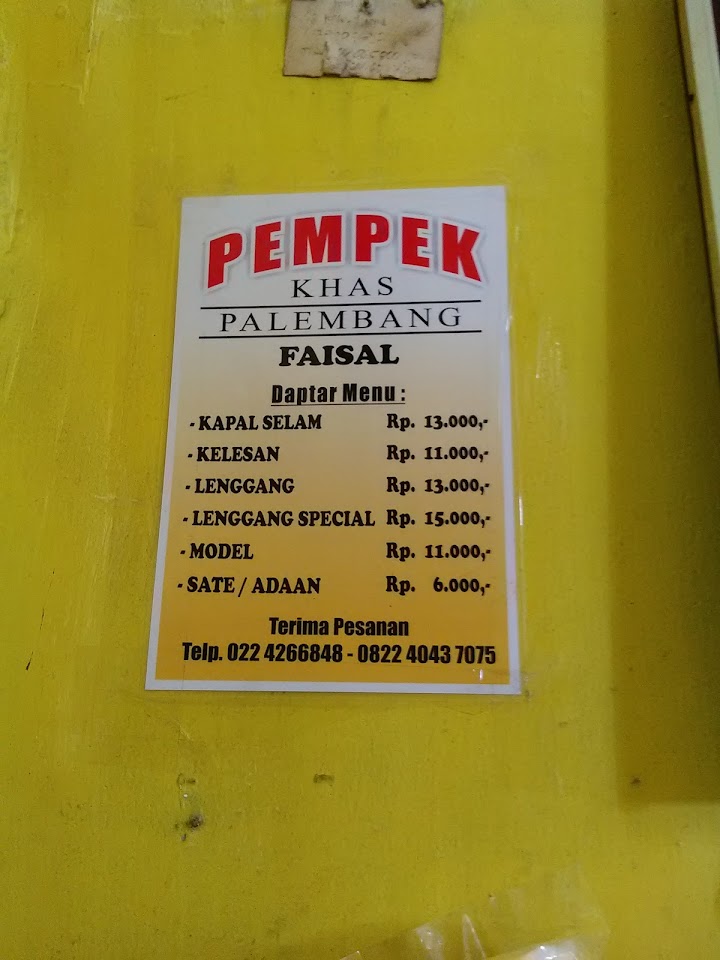 PEMPEK
KHAS
PALEMBANG
FAISAL
Daptar Menu :
- KAPAL SELAM Rp. 13.000,-
- KELESAN Rp. 11.000,-
- LENGGANG Rp. 13.000,-
- LENGGANG SPECIAL Rp. 15.000,-
- MODEL Rp. 11.000,-
- SATE / ADAAN Rp. 6.000,-
Terima Pesanan
Telp. 022 4266848 - 0822 4043 7075